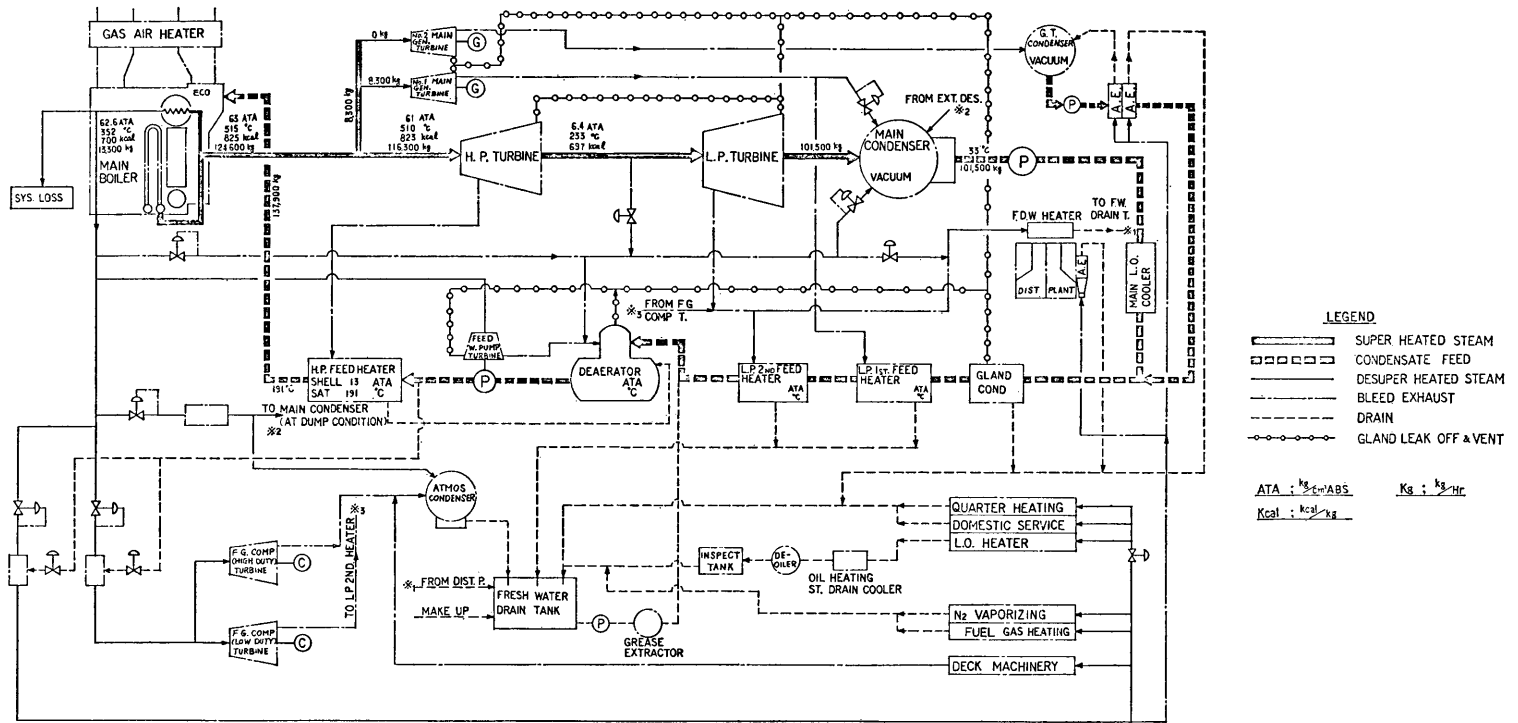 GAS AIR HEATER
ECO
62.6 ATA
352 °C
700 kcal
13,300 kg
MAIN
BOILER
63 ATA
515 °C
825 kcal
124,600 kg
SYS. LOSS
137,900 kg
8,300 kg
0 kg
8,300 kg
NO.2 MAIN
GEN.
TURBINE
G
NO.1 MAIN
GEN.
TURBINE
G
61 ATA
510 °C
823 kcal
116,300 kg
H. P. TURBINE
6.4 ATA
233 °C
697 kcal
L. P. TURBINE
101,500 kg
FROM EXT. DES.
※2
MAIN
CONDENSER
VACUUM
33 °C
101,500 kg
P
G. T.
CONDENSER
VACUUM
P
A. E.
A. E.
TO F.W.
DRAIN T.
※1
F.D.W HEATER
DIST
PLANT
A.E
MAIN L.O.
COOLER
FEED
W. PUMP
TURBINE
P
※3 FROM F.G
COMP T.
DEAERATOR
ATA
°C
191 °C
H.P. FEED HEATER
SHELL 13 ATA
SAT 191 °C
L.P. 2ND FEED
HEATER
ATA
°C
L.P. 1ST. FEED
HEATER
ATA
°C
GLAND
COND
TO MAIN CONDENSER
(AT DUMP CONDITION)
※2
ATMOS
CONDENSER
F G. COMP
(HIGH DUTY)
TURBINE
C
F G. COMP
(LOW DUTY)
TURBINE
C
TO L.P 2ND. HEATER ※3
※1 FROM DIST. P.
MAKE UP
FRESH WATER
DRAIN TANK
P
GREASE
EXTRACTOR
INSPECT
TANK
DE-
OILER
OIL HEATING
ST. DRAIN COOLER
QUARTER HEATING
DOMESTIC SERVICE
L.O. HEATER
N2 VAPORIZING
FUEL GAS HEATING
DECK MACHINERY
LEGEND
SUPER HEATED STEAM
CONDENSATE FEED
DESUPER HEATED STEAM
BLEED EXHAUST
DRAIN
GLAND LEAK OFF & VENT
ATA ; kg/cm² ABS
Kg ; kg/Hr
Kcal ; kcal/kg